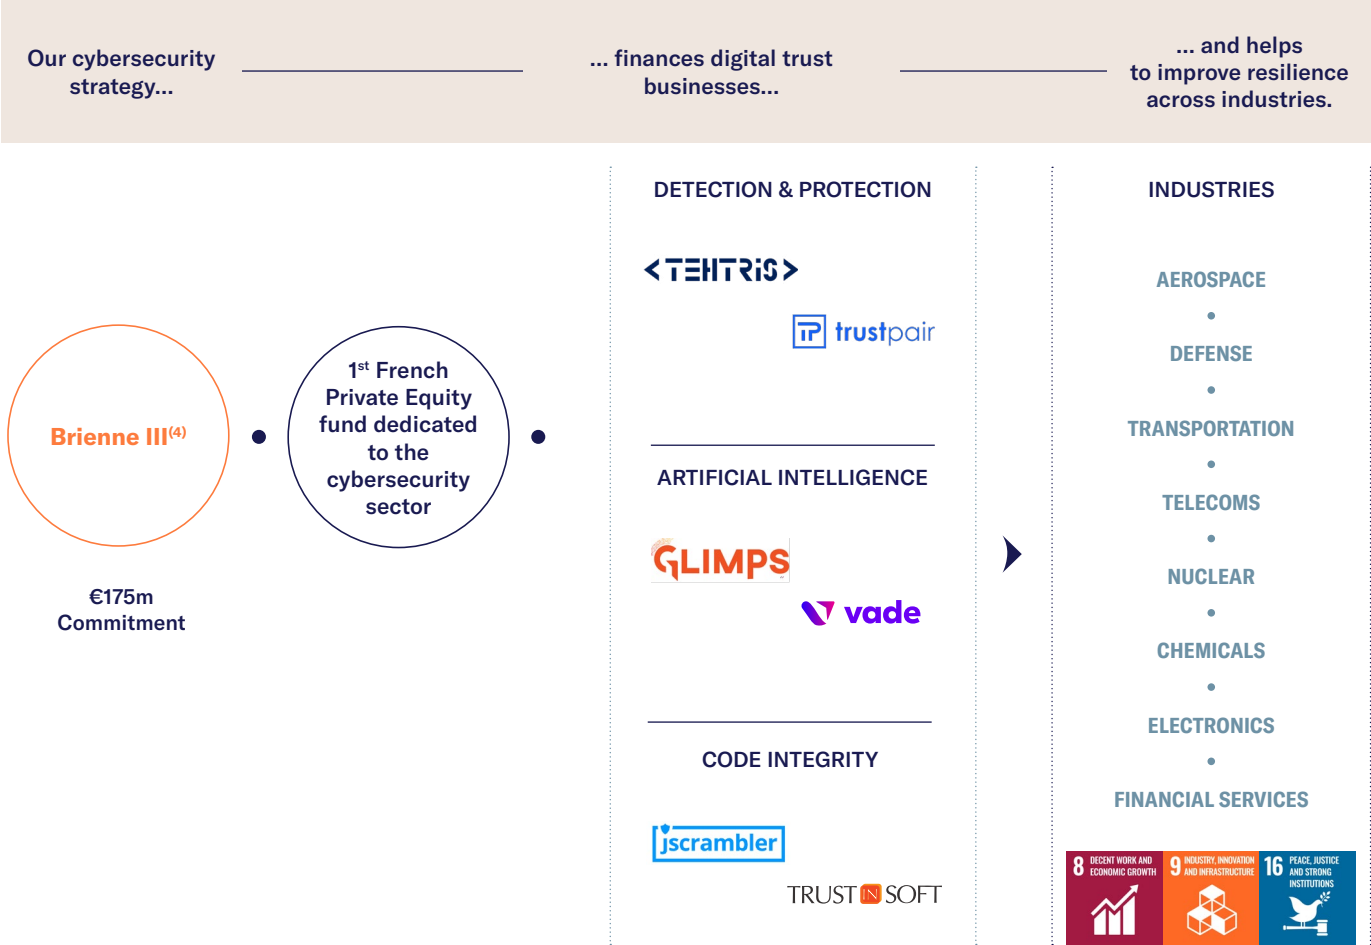 Our cybersecurity
strategy...
... finances digital trust
businesses...
... and helps
to improve resilience
across industries.
Brienne III(4)
€175m
Commitment
1st French
Private Equity
fund dedicated
to the
cybersecurity
sector
DETECTION & PROTECTION
<TEHTRiS>
TP trustpair
ARTIFICIAL INTELLIGENCE
GLIMPS
vade
CODE INTEGRITY
jscrambler
TRUST IN SOFT
INDUSTRIES
AEROSPACE
DEFENSE
TRANSPORTATION
TELECOMS
NUCLEAR
CHEMICALS
ELECTRONICS
FINANCIAL SERVICES
8 DECENT WORK AND
ECONOMIC GROWTH
9 INDUSTRY, INNOVATION
AND INFRASTRUCTURE
16 PEACE, JUSTICE
AND STRONG
INSTITUTIONS